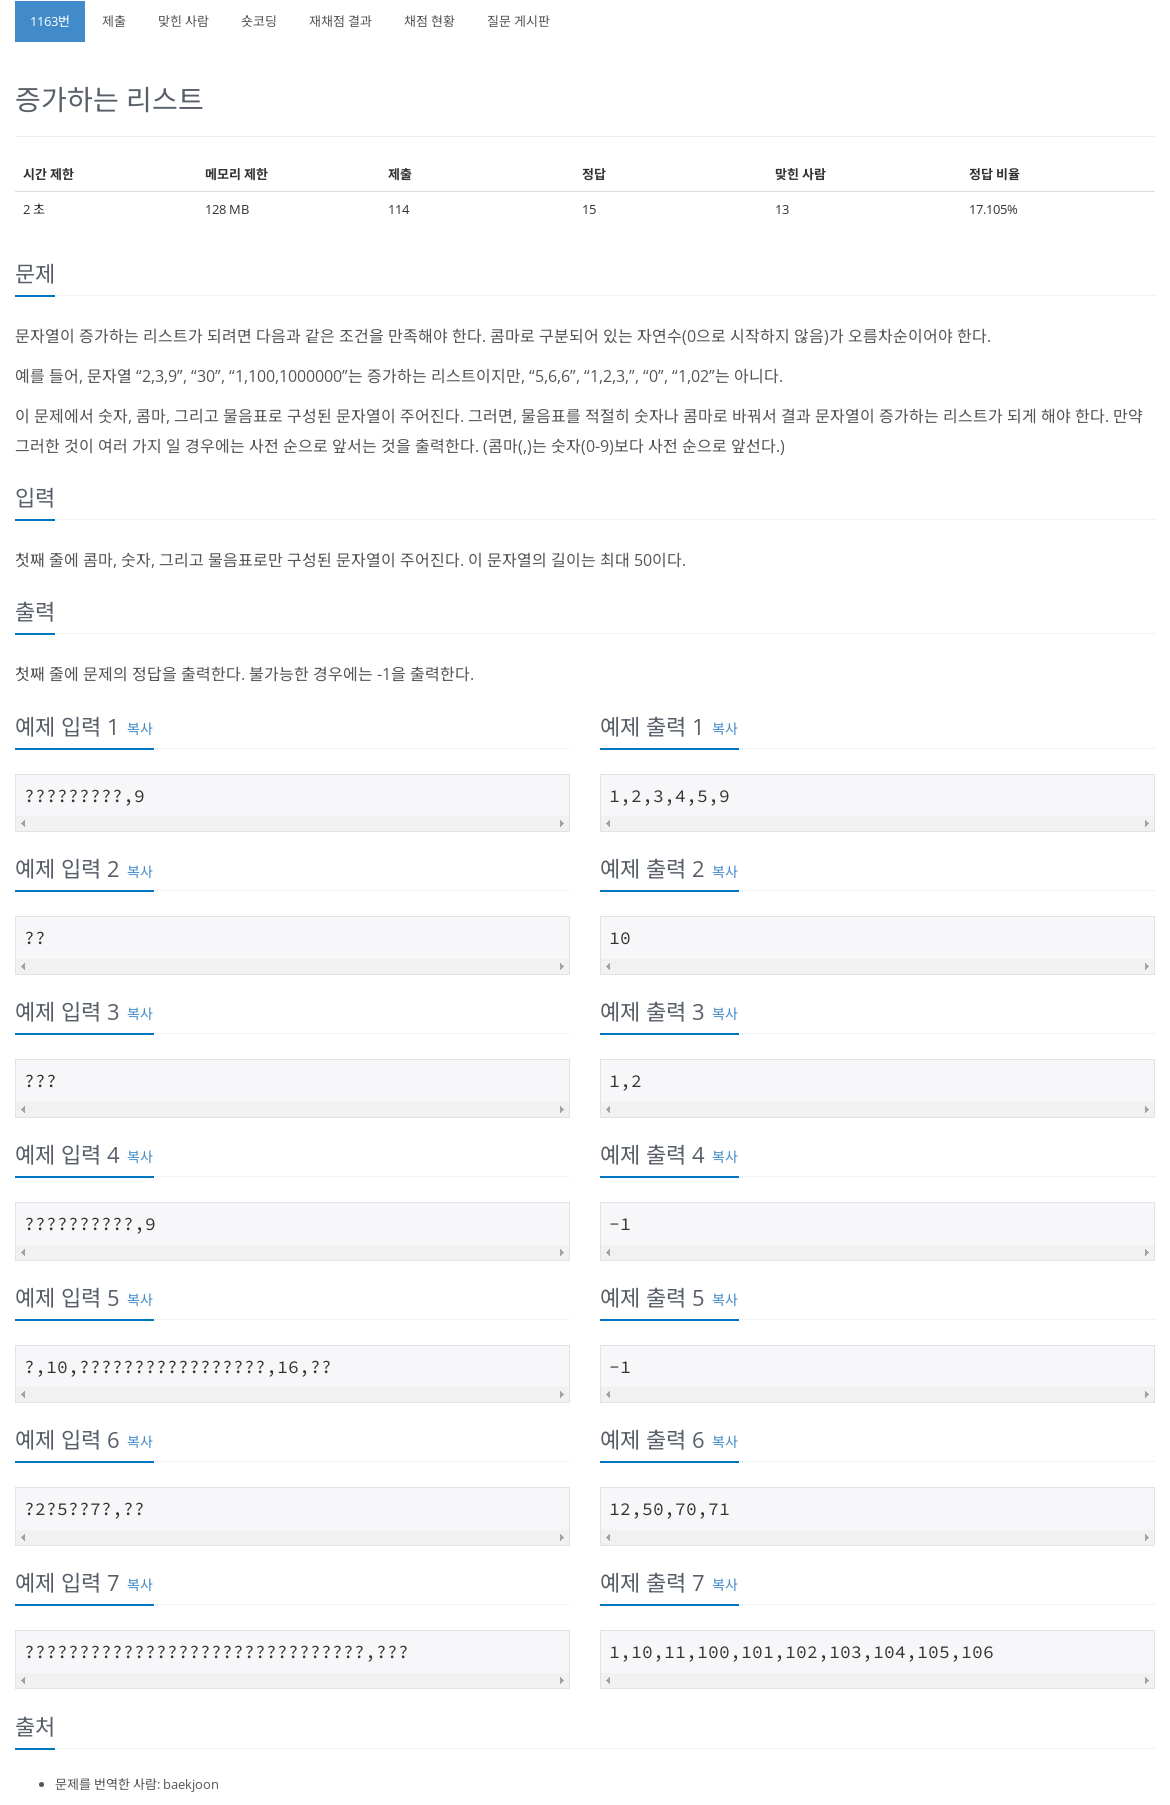 1163번 제출 맞힌 사람 숏코딩 재채점 결과 채점 현황 질문 게시판
증가하는 리스트
시간 제한 메모리 제한 제출 정답 맞힌 사람 정답 비율
2 초 128 MB 114 15 13 17.105%
문제
문자열이 증가하는 리스트가 되려면 다음과 같은 조건을 만족해야 한다. 콤마로 구분되어 있는 자연수(0으로 시작하지 않음)가 오름차순이어야 한다.
예를 들어, 문자열 “2,3,9”, “30”, “1,100,1000000”는 증가하는 리스트이지만, “5,6,6”, “1,2,3,”, “0”, “1,02”는 아니다.
이 문제에서 숫자, 콤마, 그리고 물음표로 구성된 문자열이 주어진다. 그러면, 물음표를 적절히 숫자나 콤마로 바꿔서 결과 문자열이 증가하는 리스트가 되게 해야 한다. 만약
그러한 것이 여러 가지 일 경우에는 사전 순으로 앞서는 것을 출력한다. (콤마(,)는 숫자(0-9)보다 사전 순으로 앞선다.)
입력
첫째 줄에 콤마, 숫자, 그리고 물음표로만 구성된 문자열이 주어진다. 이 문자열의 길이는 최대 50이다.
출력
첫째 줄에 문제의 정답을 출력한다. 불가능한 경우에는 -1을 출력한다.
예제 입력 1 복사
?????????,9
예제 출력 1 복사
1,2,3,4,5,9
예제 입력 2 복사
??
예제 출력 2 복사
10
예제 입력 3 복사
???
예제 출력 3 복사
1,2
예제 입력 4 복사
??????????,9
예제 출력 4 복사
-1
예제 입력 5 복사
?,10,?????????????????,16,??
예제 출력 5 복사
-1
예제 입력 6 복사
?2?5??7?,??
예제 출력 6 복사
12,50,70,71
예제 입력 7 복사
???????????????????????????????,???
예제 출력 7 복사
1,10,11,100,101,102,103,104,105,106
출처
• 문제를 번역한 사람: baekjoon